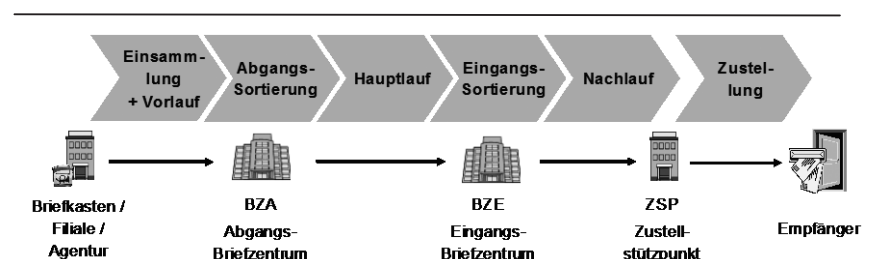 Einsamm-
lung
+ Vorlauf
Abgangs-
Sortierung
Hauptlauf
Eingangs-
Sortierung
Nachlauf
Zustel-
lung
Briefkasten /
Filiale /
Agentur
BZA
Abgangs-
Briefzentrum
BZE
Eingangs-
Briefzentrum
ZSP
Zustell-
stützpunkt
Empfänger